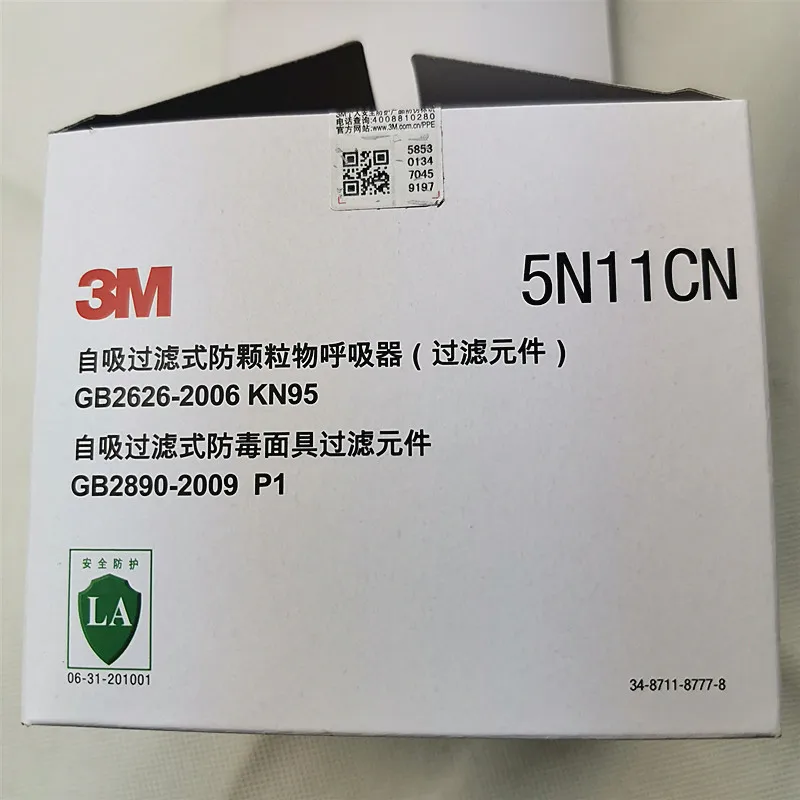 电话查询:4008810280
官方网站:www.3M.com.cn/PPE
5853
0134
7045
9197
3M
5N11CN
自吸过滤式防颗粒物呼吸器(过滤元件)
GB2626-2006 KN95
自吸过滤式防毒面具过滤元件
GB2890-2009 P1
安全防护
LA
06-31-201001
34-8711-8777-8